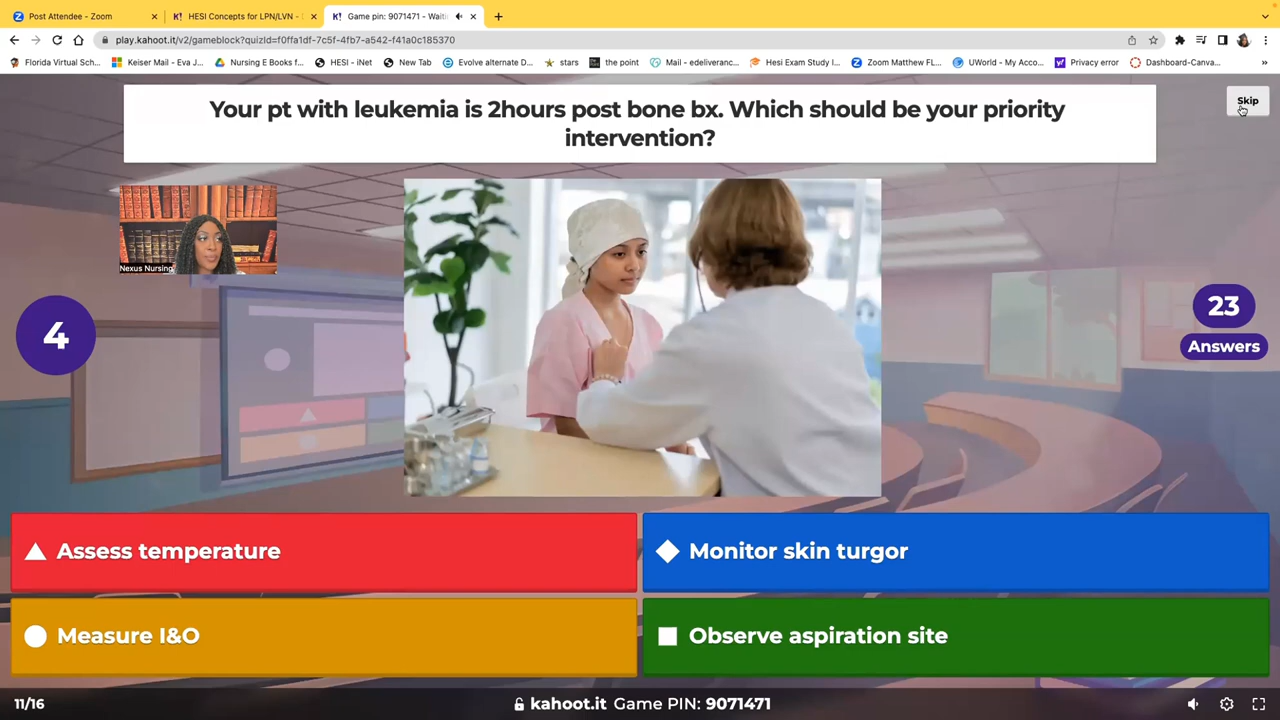 Post Attendee - Zoom
HESI Concepts for LPN/LVN -
Game pin: 9071471 - Waiti
play.kahoot.it/v2/gameblock?quizId=f0ffa1df-7c5f-4fb7-a542-f41a0c185370
Florida Virtual Sch...
Keiser Mail - Eva J...
Nursing E Books f...
HESI - iNet
New Tab
Evolve alternate D...
stars
the point
Mail - edeliveranc...
Hesi Exam Study I...
Zoom Matthew FL...
UWorld - My Acco...
Privacy error
Dashboard-Canva...
Your pt with leukemia is 2hours post bone bx. Which should be your priority
intervention?
Skip
Nexus Nursing
4
23
Answers
Assess temperature
Monitor skin turgor
Measure I&O
Observe aspiration site
11/16
kahoot.it Game PIN: 9071471